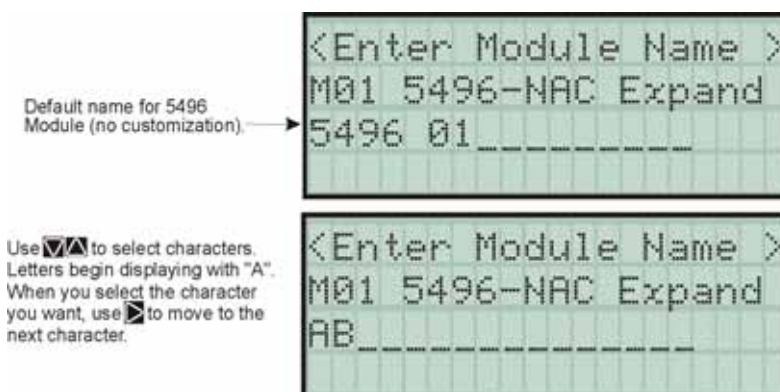 <Enter Module Name >
M01 5496-NAC Expand
Default name for 5496
Module (no customization).
5496 01_________
<Enter Module Name >
Use ▼▲ to select characters.
Letters begin displaying with "A".
When you select the character
you want, use ▶ to move to the
next character.
M01 5496-NAC Expand
AB______________